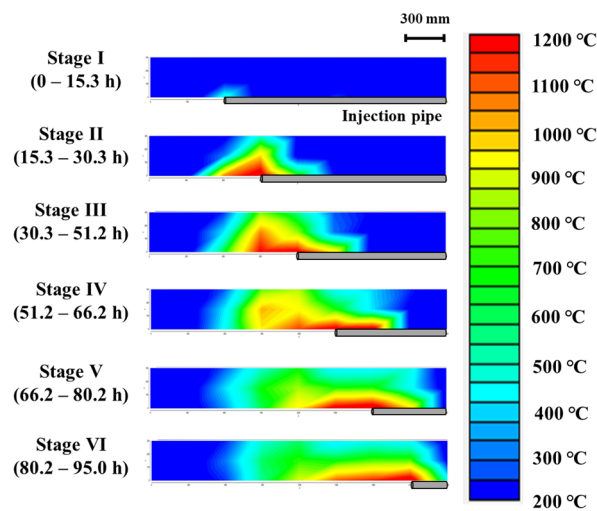 300 mm
Stage I
(0 – 15.3 h)
Injection pipe
Stage II
(15.3 – 30.3 h)
Stage III
(30.3 – 51.2 h)
Stage IV
(51.2 – 66.2 h)
Stage V
(66.2 – 80.2 h)
Stage VI
(80.2 – 95.0 h)
1200 °C
1100 °C
1000 °C
900 °C
800 °C
700 °C
600 °C
500 °C
400 °C
300 °C
200 °C